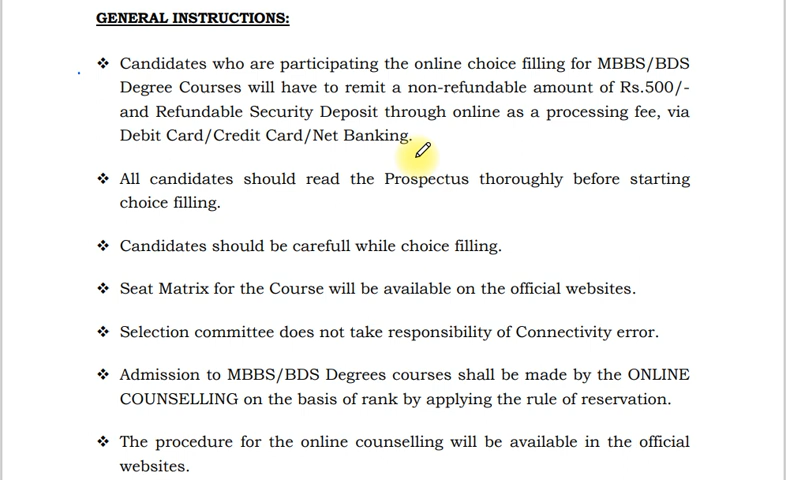 GENERAL INSTRUCTIONS:
❖ Candidates who are participating the online choice filling for MBBS/BDS
Degree Courses will have to remit a non-refundable amount of Rs.500/-
and Refundable Security Deposit through online as a processing fee, via
Debit Card/Credit Card/Net Banking.
❖ All candidates should read the Prospectus thoroughly before starting
choice filling.
❖ Candidates should be carefull while choice filling.
❖ Seat Matrix for the Course will be available on the official websites.
❖ Selection committee does not take responsibility of Connectivity error.
❖ Admission to MBBS/BDS Degrees courses shall be made by the ONLINE
COUNSELLING on the basis of rank by applying the rule of reservation.
❖ The procedure for the online counselling will be available in the official
websites.